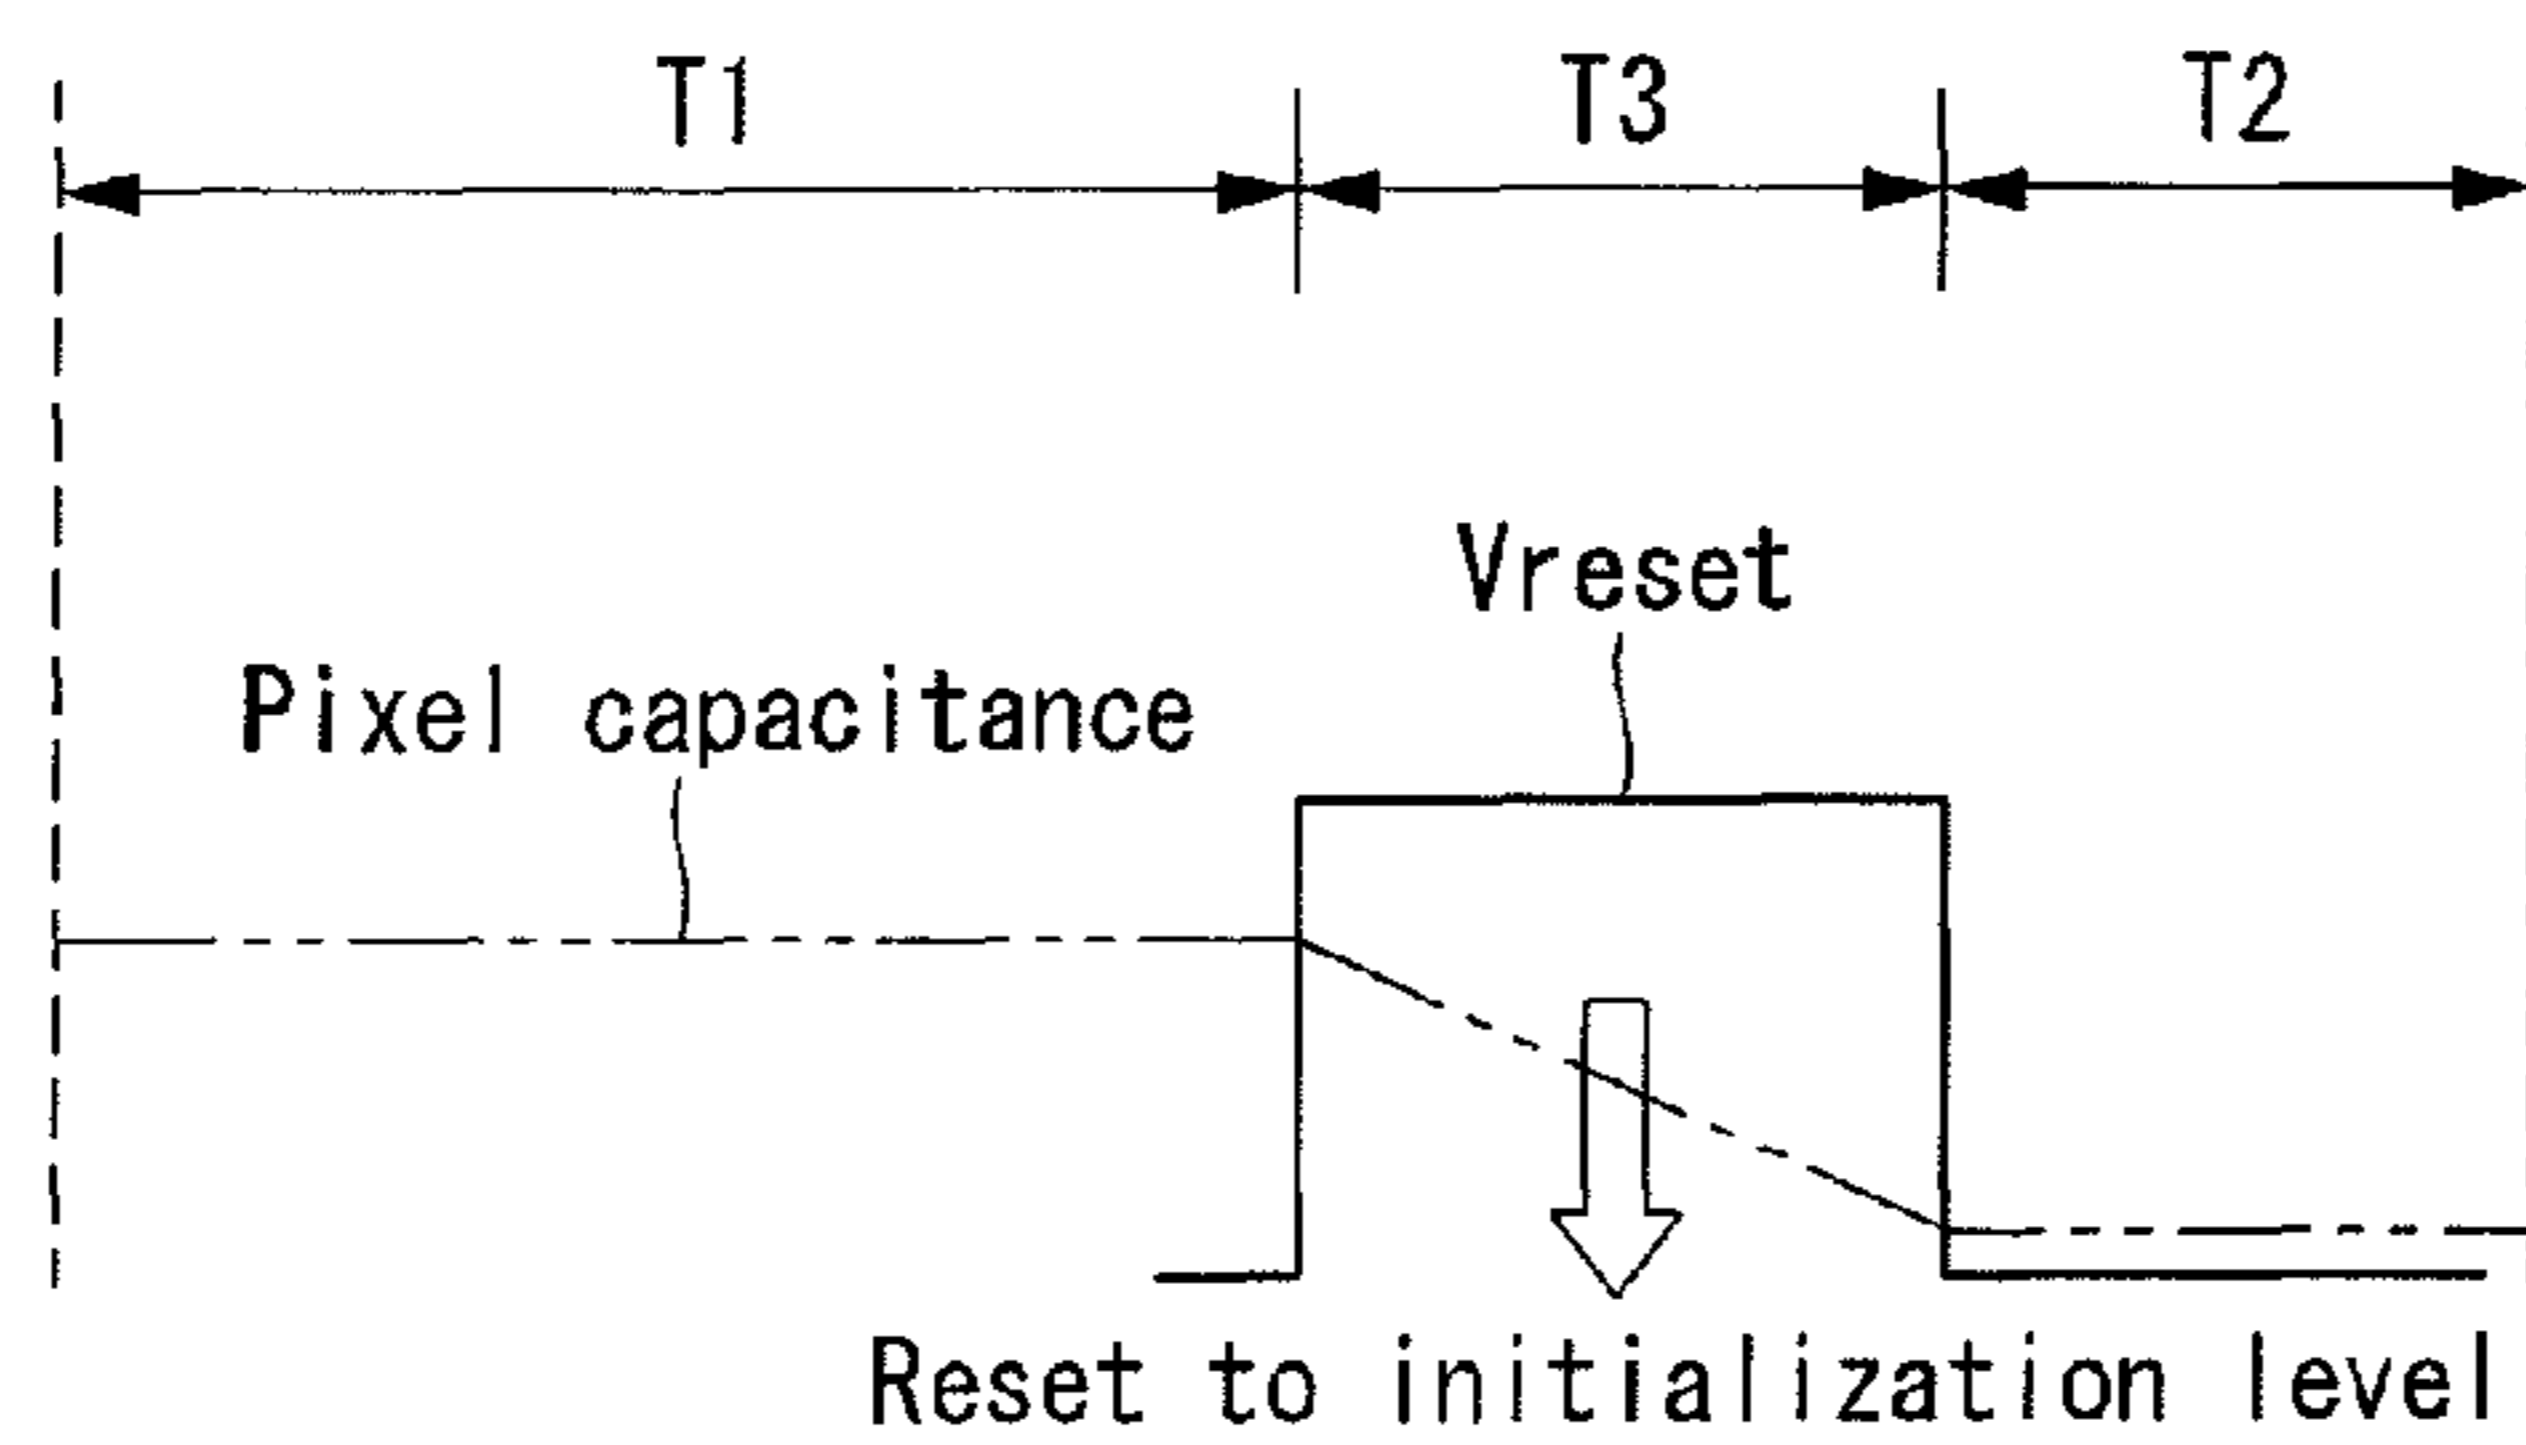 T1 T3 T2
Vreset
Pixel capacitance
Reset to initialization level